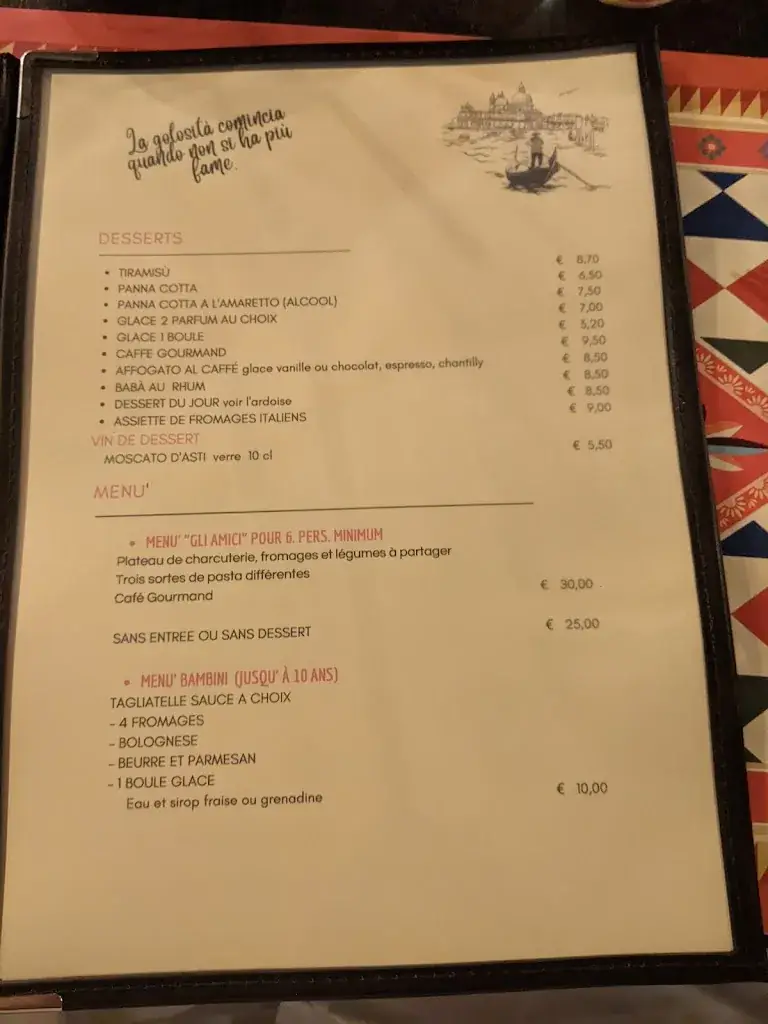 La golosità comincia
quando non si ha più
fame.
DESSERTS
• TIRAMISÙ € 8,70
• PANNA COTTA € 6,50
• PANNA COTTA A L'AMARETTO (ALCOOL) € 7,50
• GLACE 2 PARFUM AU CHOIX € 7,00
• GLACE 1 BOULE € 5,20
• CAFFE GOURMAND € 9,50
• AFFOGATO AL CAFFÉ glace vanille ou chocolat, espresso, chantilly € 8,50
• BABÀ AU RHUM € 8,50
• DESSERT DU JOUR voir l'ardoise € 8,50
• ASSIETTE DE FROMAGES ITALIENS € 9,00
VIN DE DESSERT
MOSCATO D'ASTI verre 10 cl € 5,50
MENU'
• MENU' "GLI AMICI" POUR 6. PERS. MINIMUM
Plateau de charcuterie, fromages et légumes à partager
Trois sortes de pasta différentes
Café Gourmand € 30,00
SANS ENTREE OU SANS DESSERT € 25,00
• MENU' BAMBINI (JUSQU' À 10 ANS)
TAGLIATELLE SAUCE A CHOIX
- 4 FROMAGES
- BOLOGNESE
- BEURRE ET PARMESAN
- 1 BOULE GLACE
Eau et sirop fraise ou grenadine € 10,00